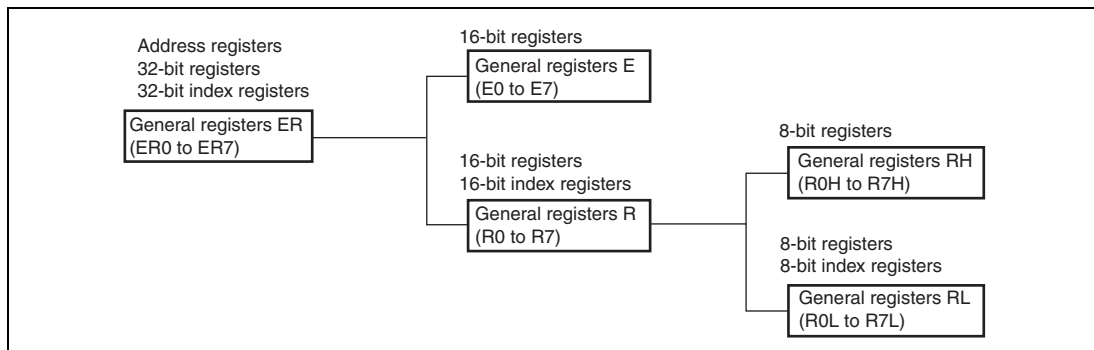 Address registers
32-bit registers
32-bit index registers
General registers ER
(ER0 to ER7)
16-bit registers
General registers E
(E0 to E7)
16-bit registers
16-bit index registers
General registers R
(R0 to R7)
8-bit registers
General registers RH
(R0H to R7H)
8-bit registers
8-bit index registers
General registers RL
(R0L to R7L)